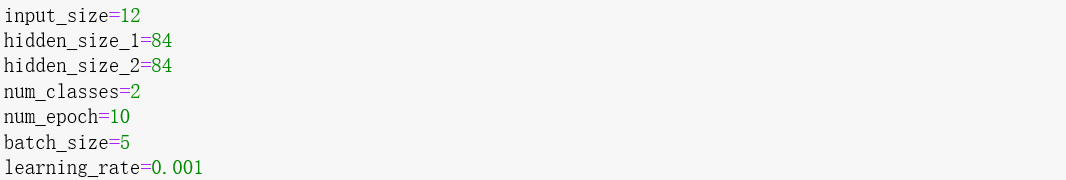 input_size=12
hidden_size_1=84
hidden_size_2=84
num_classes=2
num_epoch=10
batch_size=5
learning_rate=0.001